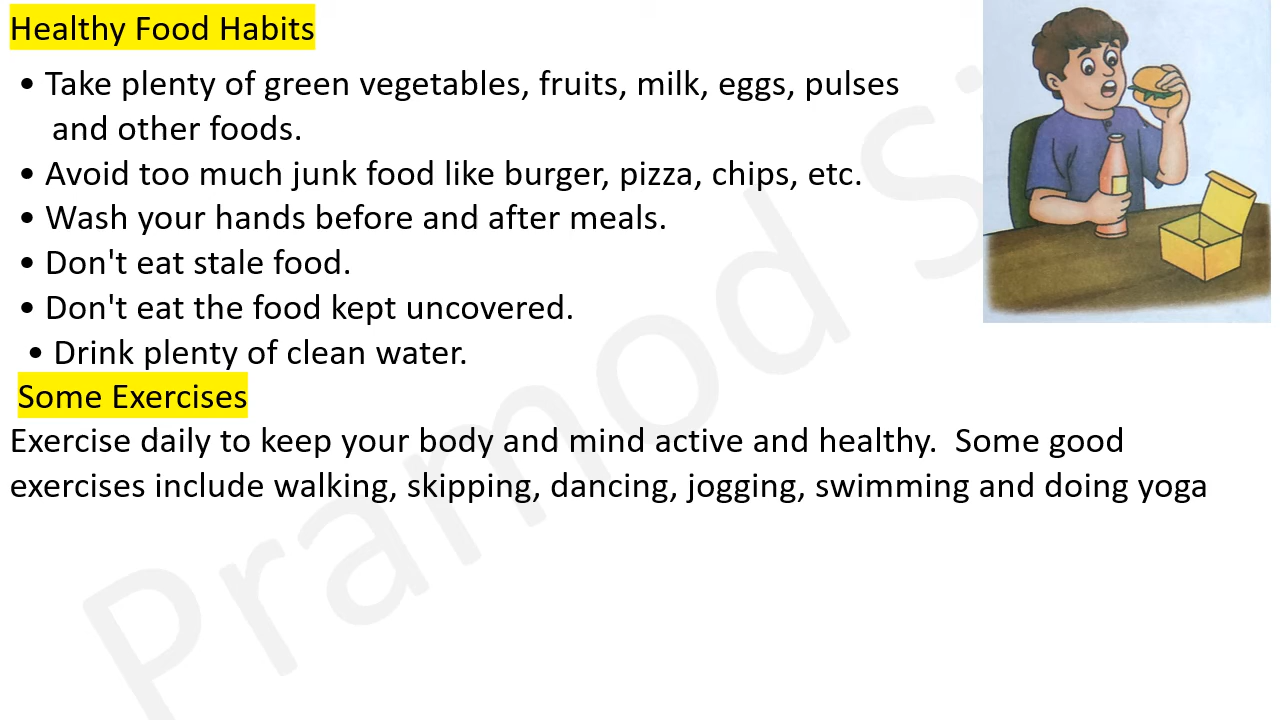 Healthy Food Habits
• Take plenty of green vegetables, fruits, milk, eggs, pulses
and other foods.
• Avoid too much junk food like burger, pizza, chips, etc.
• Wash your hands before and after meals.
• Don't eat stale food.
• Don't eat the food kept uncovered.
• Drink plenty of clean water.
Some Exercises
Exercise daily to keep your body and mind active and healthy.  Some good
exercises include walking, skipping, dancing, jogging, swimming and doing yoga
Pramod